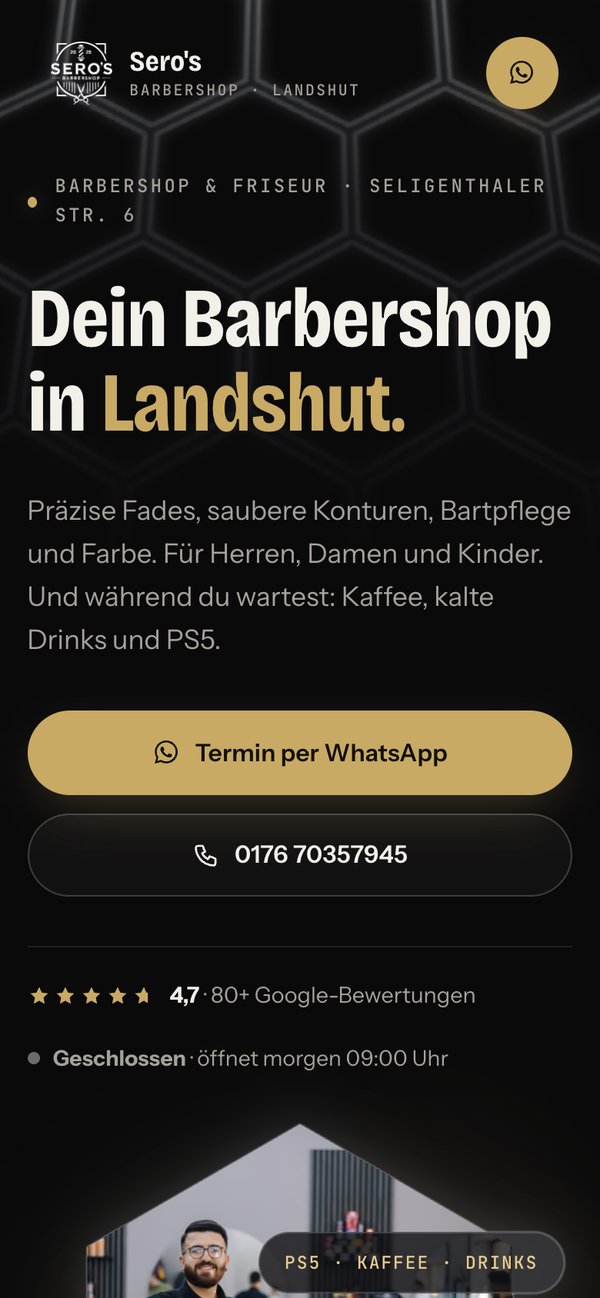 SERO'S
BARBERSHOP
Sero's
BARBERSHOP · LANDSHUT
BARBERSHOP & FRISEUR · SELIGENTHALER
STR. 6
Dein Barbershop
in Landshut.
Präzise Fades, saubere Konturen, Bartpflege
und Farbe. Für Herren, Damen und Kinder.
Und während du wartest: Kaffee, kalte
Drinks und PS5.
Termin per WhatsApp
0176 70357945
4,7 · 80+ Google-Bewertungen
Geschlossen · öffnet morgen 09:00 Uhr
PS5 · KAFFEE · DRINKS